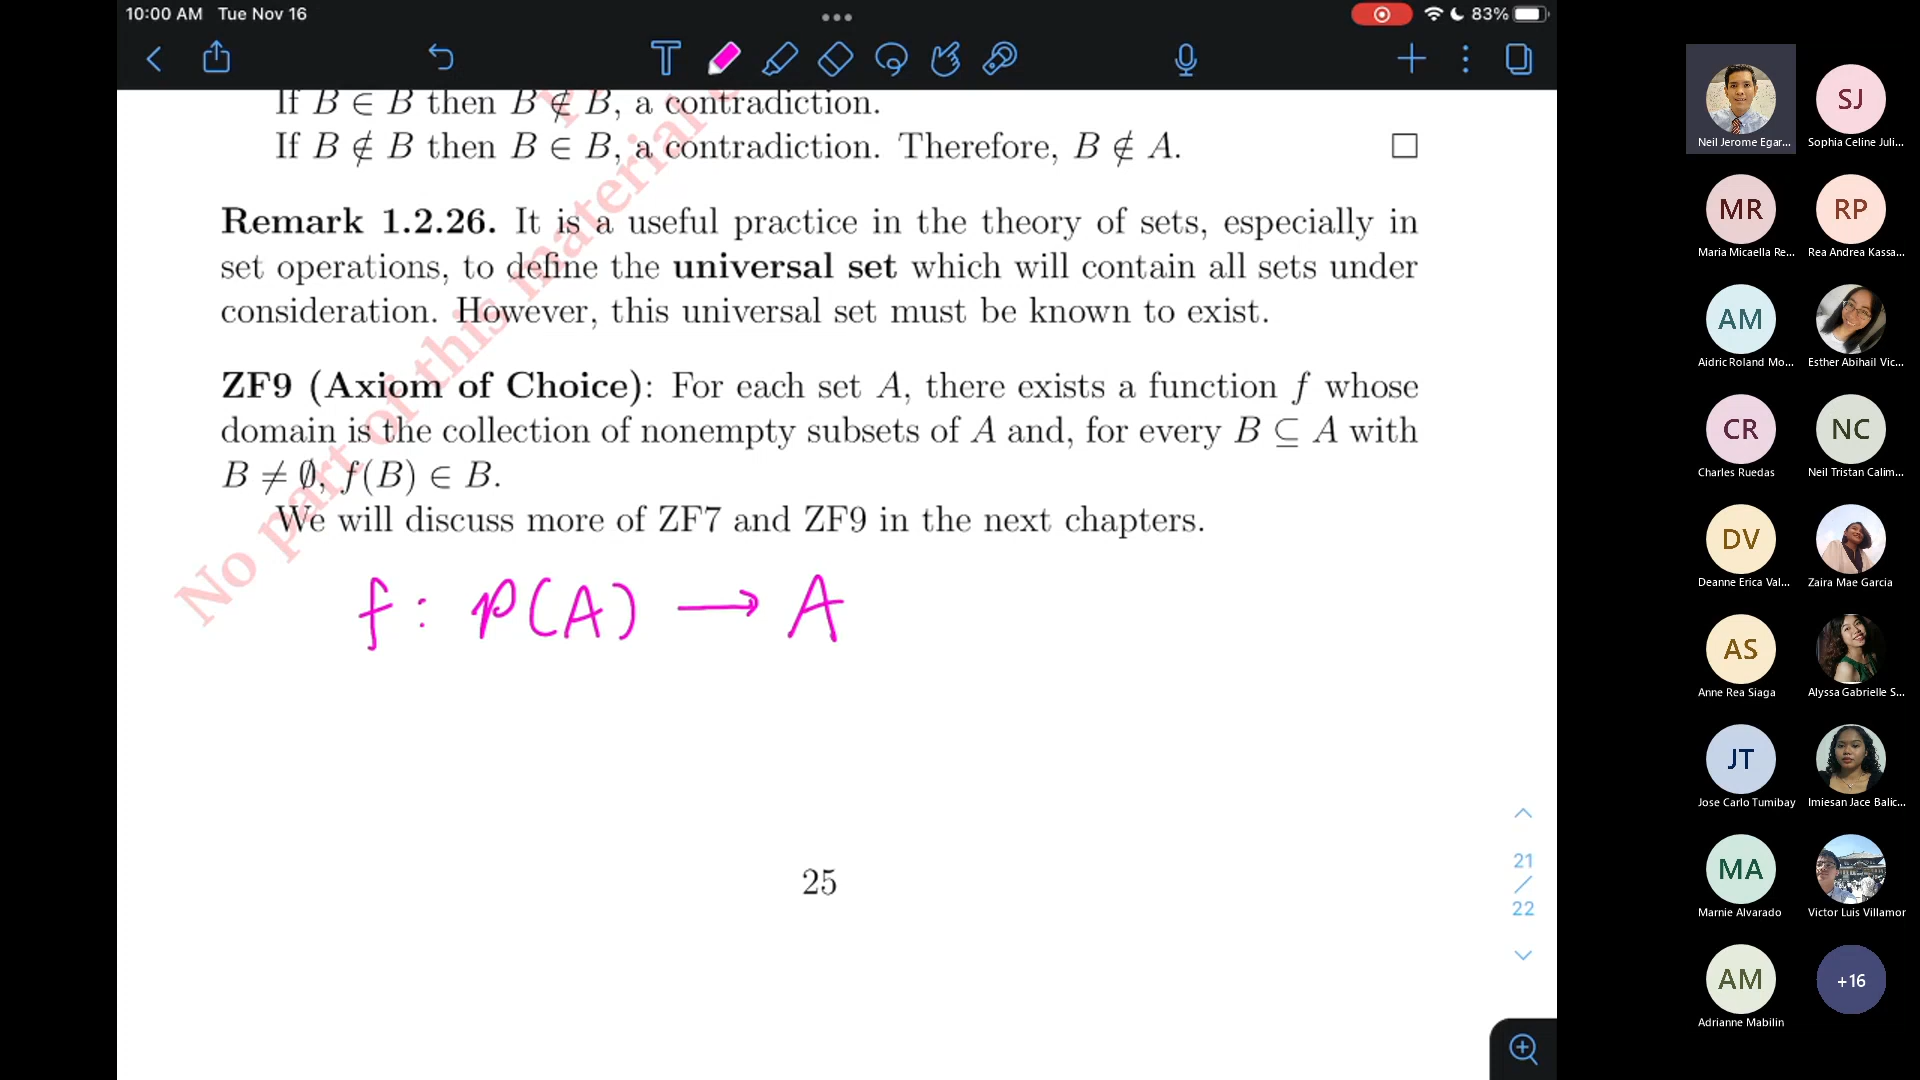 10:00 AM Tue Nov 16
83%
If B ∈ B then B ∉ B, a contradiction.
If B ∉ B then B ∈ B, a contradiction. Therefore, B ∉ A. □
Remark 1.2.26. It is a useful practice in the theory of sets, especially in
set operations, to define the universal set which will contain all sets under
consideration. However, this universal set must be known to exist.
ZF9 (Axiom of Choice): For each set A, there exists a function f whose
domain is the collection of nonempty subsets of A and, for every B ⊆ A with
B ≠ ∅, f(B) ∈ B.
We will discuss more of ZF7 and ZF9 in the next chapters.
No part of this material
f: P(A) → A
25
21
/
22
Neil Jerome Egar...
SJ
Sophia Celine Juli...
MR
Maria Micaella Re...
RP
Rea Andrea Kassa...
AM
Aidric Roland Mo...
Esther Abihail Vic...
CR
Charles Ruedas
NC
Neil Tristan Calim...
DV
Deanne Erica Val...
Zaira Mae Garcia
AS
Anne Rea Siaga
Alyssa Gabrielle S...
JT
Jose Carlo Tumibay
Imiesan Jace Balic...
MA
Marnie Alvarado
Victor Luis Villamor
AM
Adrianne Mabilin
+16